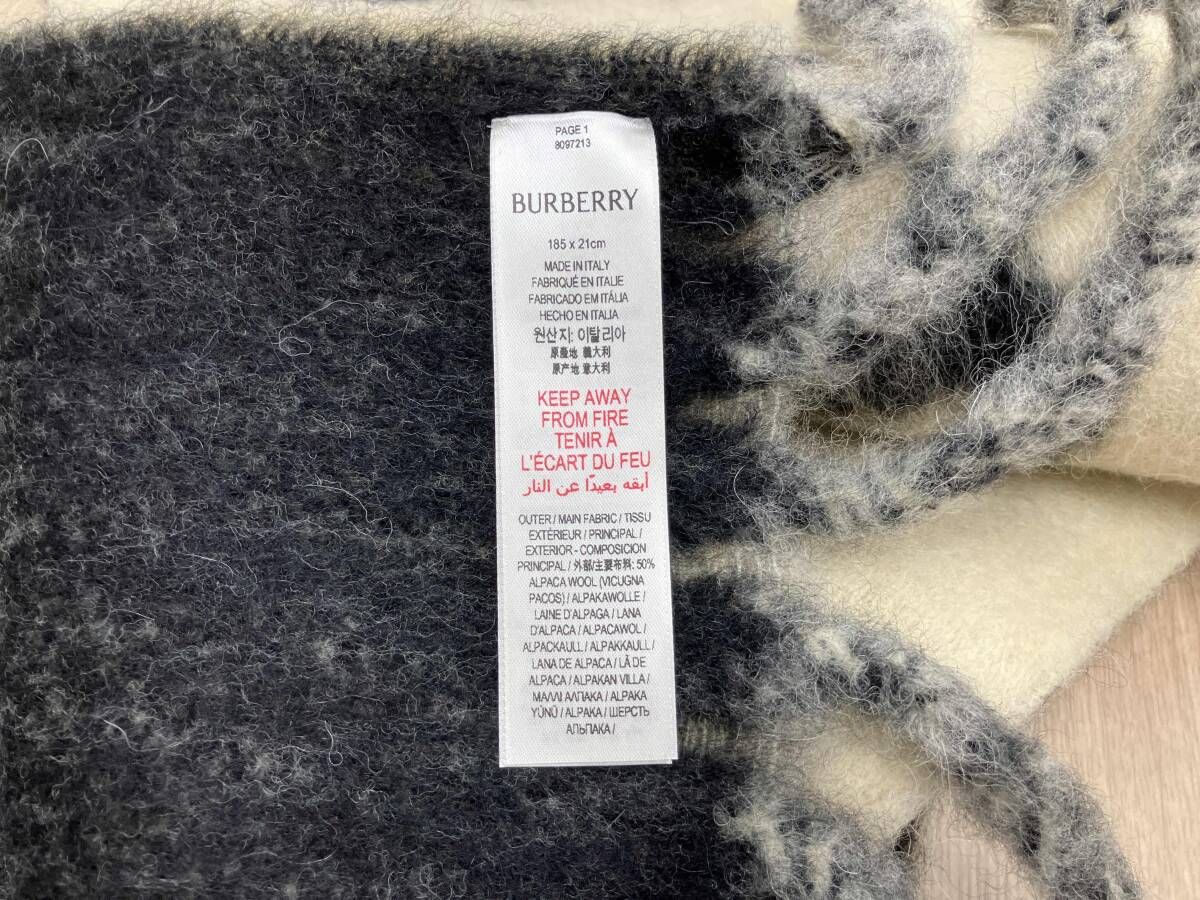 PAGE 1
8097213
BURBERRY
185 x 21cm
MADE IN ITALY
FABRIQUÉ EN ITALIE
FABRICADO EM ITÁLIA
HECHO EN ITALIA
원산지: 이탈리아
原產地 義大利
原产地 意大利
KEEP AWAY
FROM FIRE
TENIR À
L'ÉCART DU FEU
أبقه بعيدًا عن النار
OUTER / MAIN FABRIC / TISSU
EXTÉRIEUR / PRINCIPAL /
EXTERIOR - COMPOSICION
PRINCIPAL / 外部/主要布料: 50%
ALPACA WOOL (VICUGNA
PACOS) / ALPAKAWOLLE /
LAINE D'ALPAGA / LANA
D'ALPACA / ALPACAWOL /
ALPACKAULL / ALPAKKAULL /
LANA DE ALPACA / LÃ DE
ALPACA / ALPAKAN VILLA /
ΜΑΛΛΙ ΑΛΠΑΚΑ / ALPAKA
YÜNÜ / ALPAKA / ШЕРСТЬ
АЛЬПАКА /